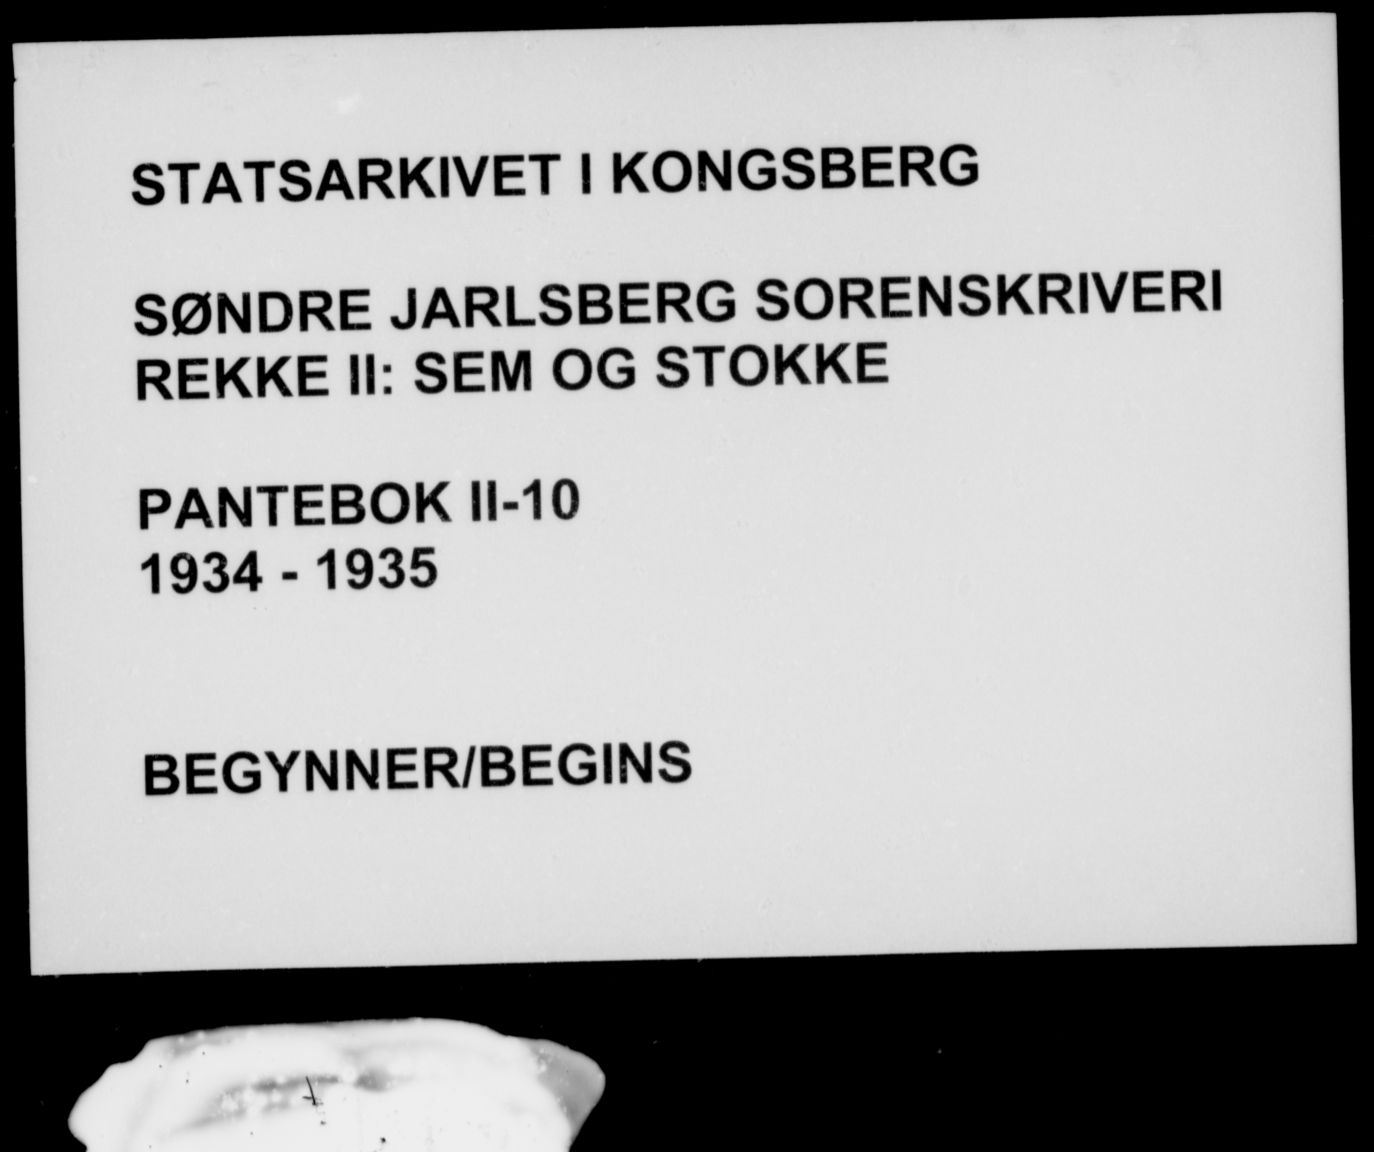 STATSARKIVET I KONGSBERG
SØNDRE JARLSBERG SORENSKRIVERI
REKKE II: SEM OG STOKKE
PANTEBOK II-10
1934 - 1935
BEGYNNER/BEGINS